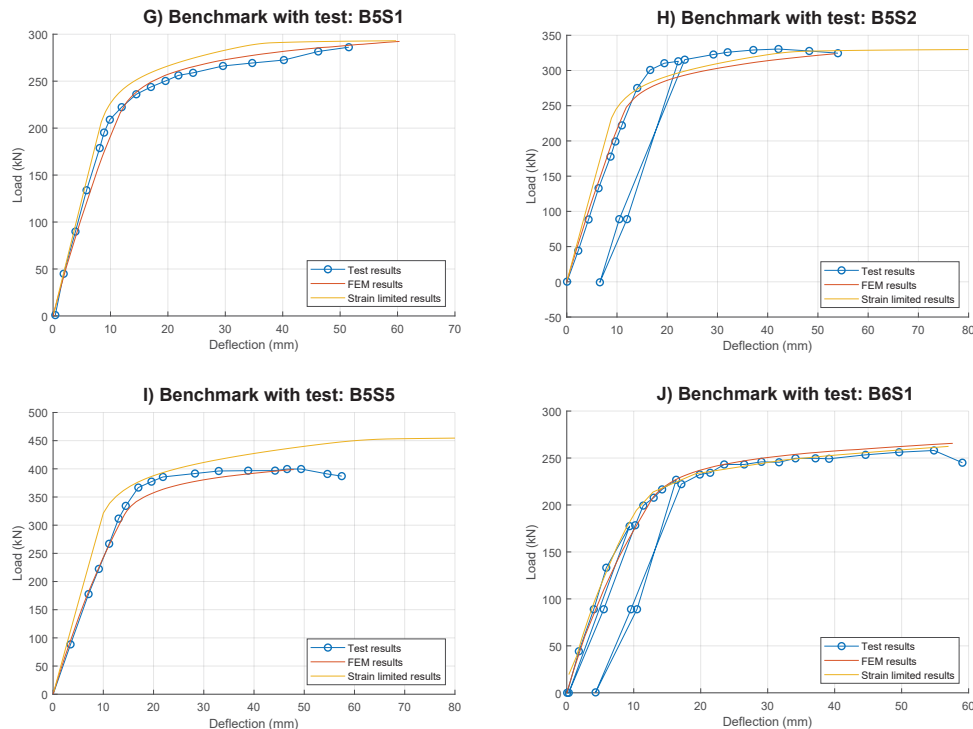 G) Benchmark with test: B5S1
300
250
200
150
100
50
0
Load (kN)
0 10 20 30 40 50 60 70
Deflection (mm)
Test results
FEM results
Strain limited results
H) Benchmark with test: B5S2
350
300
250
200
150
100
50
0
-50
Load (kN)
0 10 20 30 40 50 60 70 80
Deflection (mm)
Test results
FEM results
Strain limited results
I) Benchmark with test: B5S5
500
450
400
350
300
250
200
150
100
50
0
Load (kN)
0 10 20 30 40 50 60 70 80
Deflection (mm)
Test results
FEM results
Strain limited results
J) Benchmark with test: B6S1
300
250
200
150
100
50
0
Load (kN)
0 10 20 30 40 50 60
Deflection (mm)
Test results
FEM results
Strain limited results